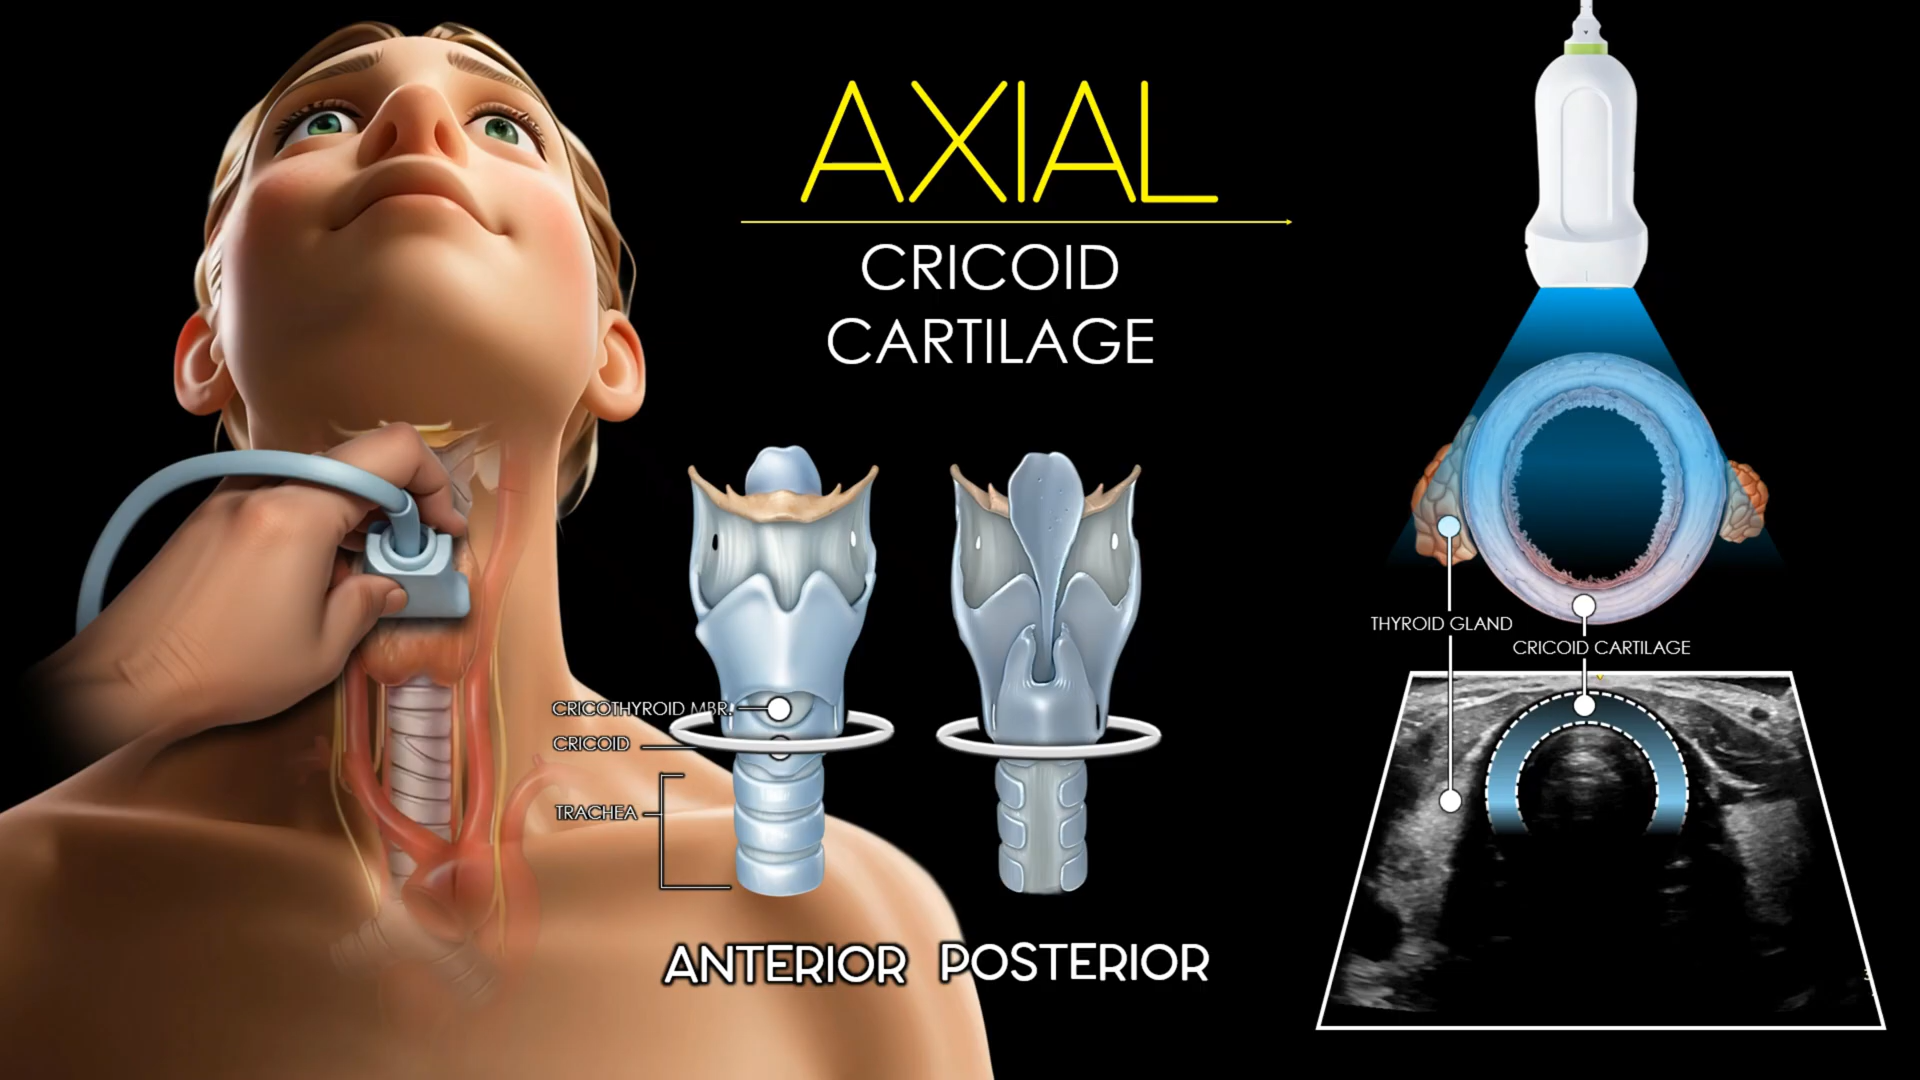 AXIAL
CRICOID
CARTILAGE
CRICOTHYROID MBR.
CRICOID
TRACHEA
ANTERIOR
POSTERIOR
THYROID GLAND
CRICOID CARTILAGE